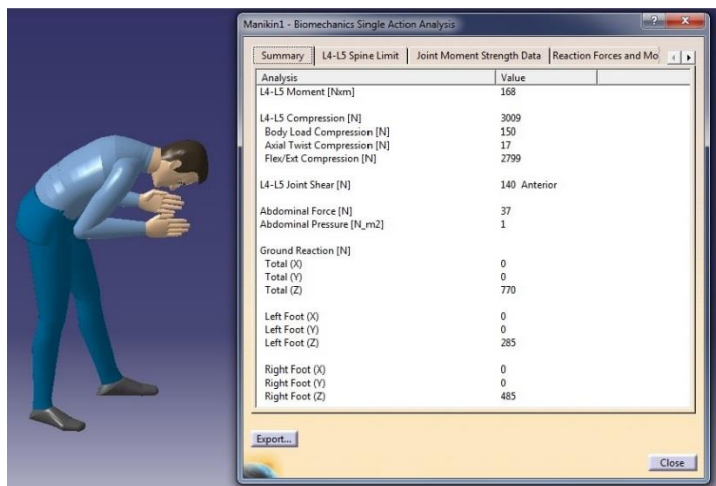 Manikin1 - Biomechanics Single Action Analysis
Summary L4-L5 Spine Limit Joint Moment Strength Data Reaction Forces and Mo
Analysis Value
L4-L5 Moment [Nxm] 168
L4-L5 Compression [N] 3009
Body Load Compression [N] 150
Axial Twist Compression [N] 17
Flex/Ext Compression [N] 2799
L4-L5 Joint Shear [N] 140 Anterior
Abdominal Force [N] 37
Abdominal Pressure [N_m2] 1
Ground Reaction [N]
Total (X) 0
Total (Y) 0
Total (Z) 770
Left Foot (X) 0
Left Foot (Y) 0
Left Foot (Z) 285
Right Foot (X) 0
Right Foot (Y) 0
Right Foot (Z) 485
Export...
Close